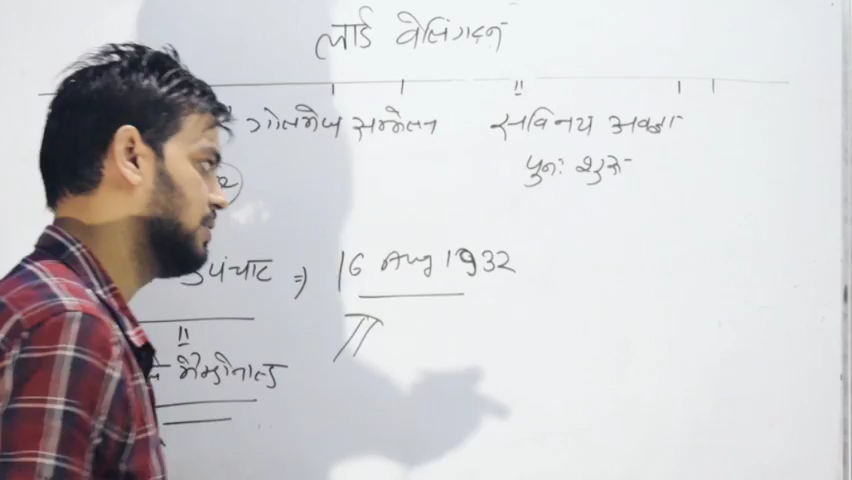 लार्ड वेलिंगटन
गोलमेज सम्मेलन
सविनय अवज्ञा
पुनः शुरू
पंचाट ⇒ 16 Aug 1932
मैकडोनाल्ड